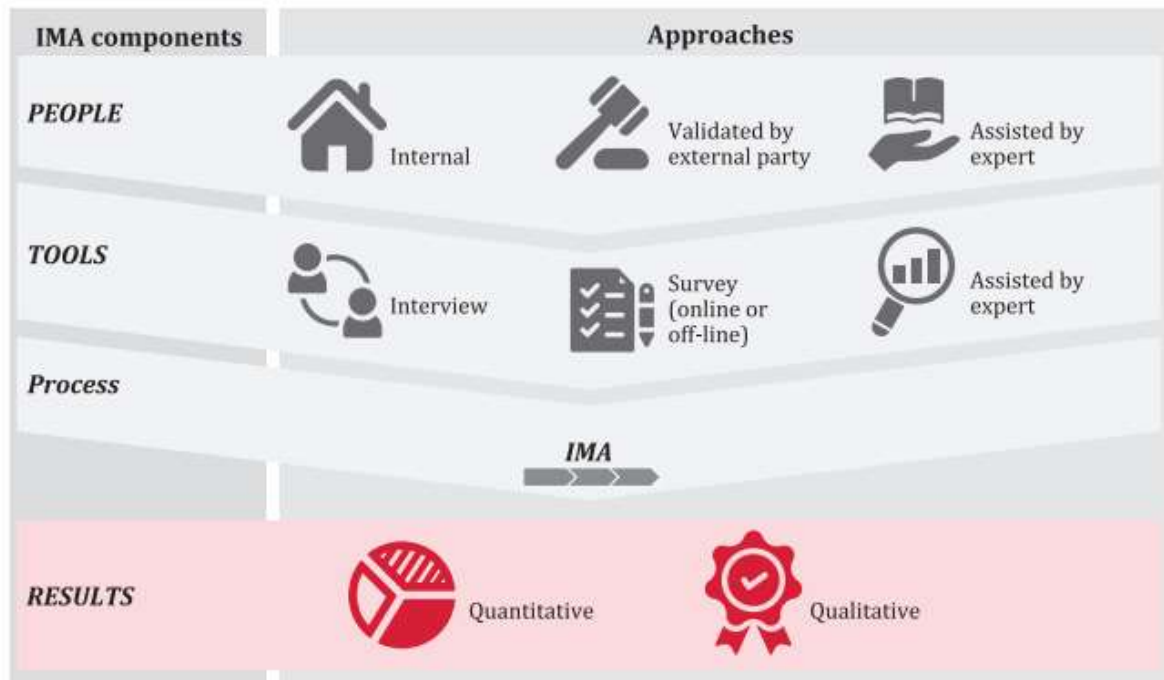 IMA components
Approaches
PEOPLE
Internal
Validated by
external party
Assisted by
expert
TOOLS
Interview
Survey
(online or
off-line)
Assisted by
expert
Process
IMA
RESULTS
Quantitative
Qualitative